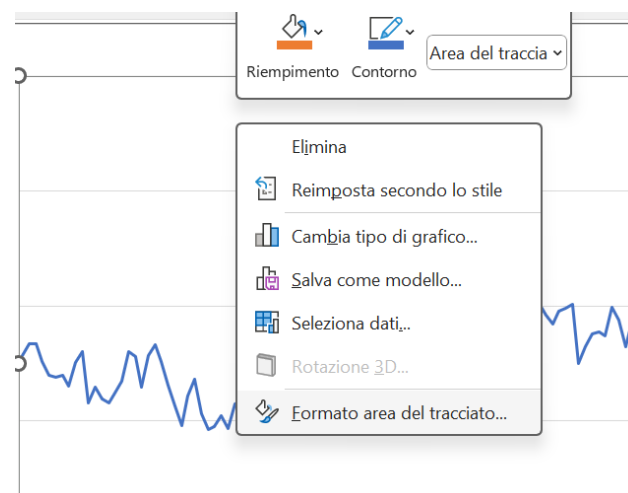 Riempimento Contorno Area del traccia
Elimina
Reimposta secondo lo stile
Cambia tipo di grafico...
Salva come modello...
Seleziona dati...
Rotazione 3D...
Formato area del tracciato...